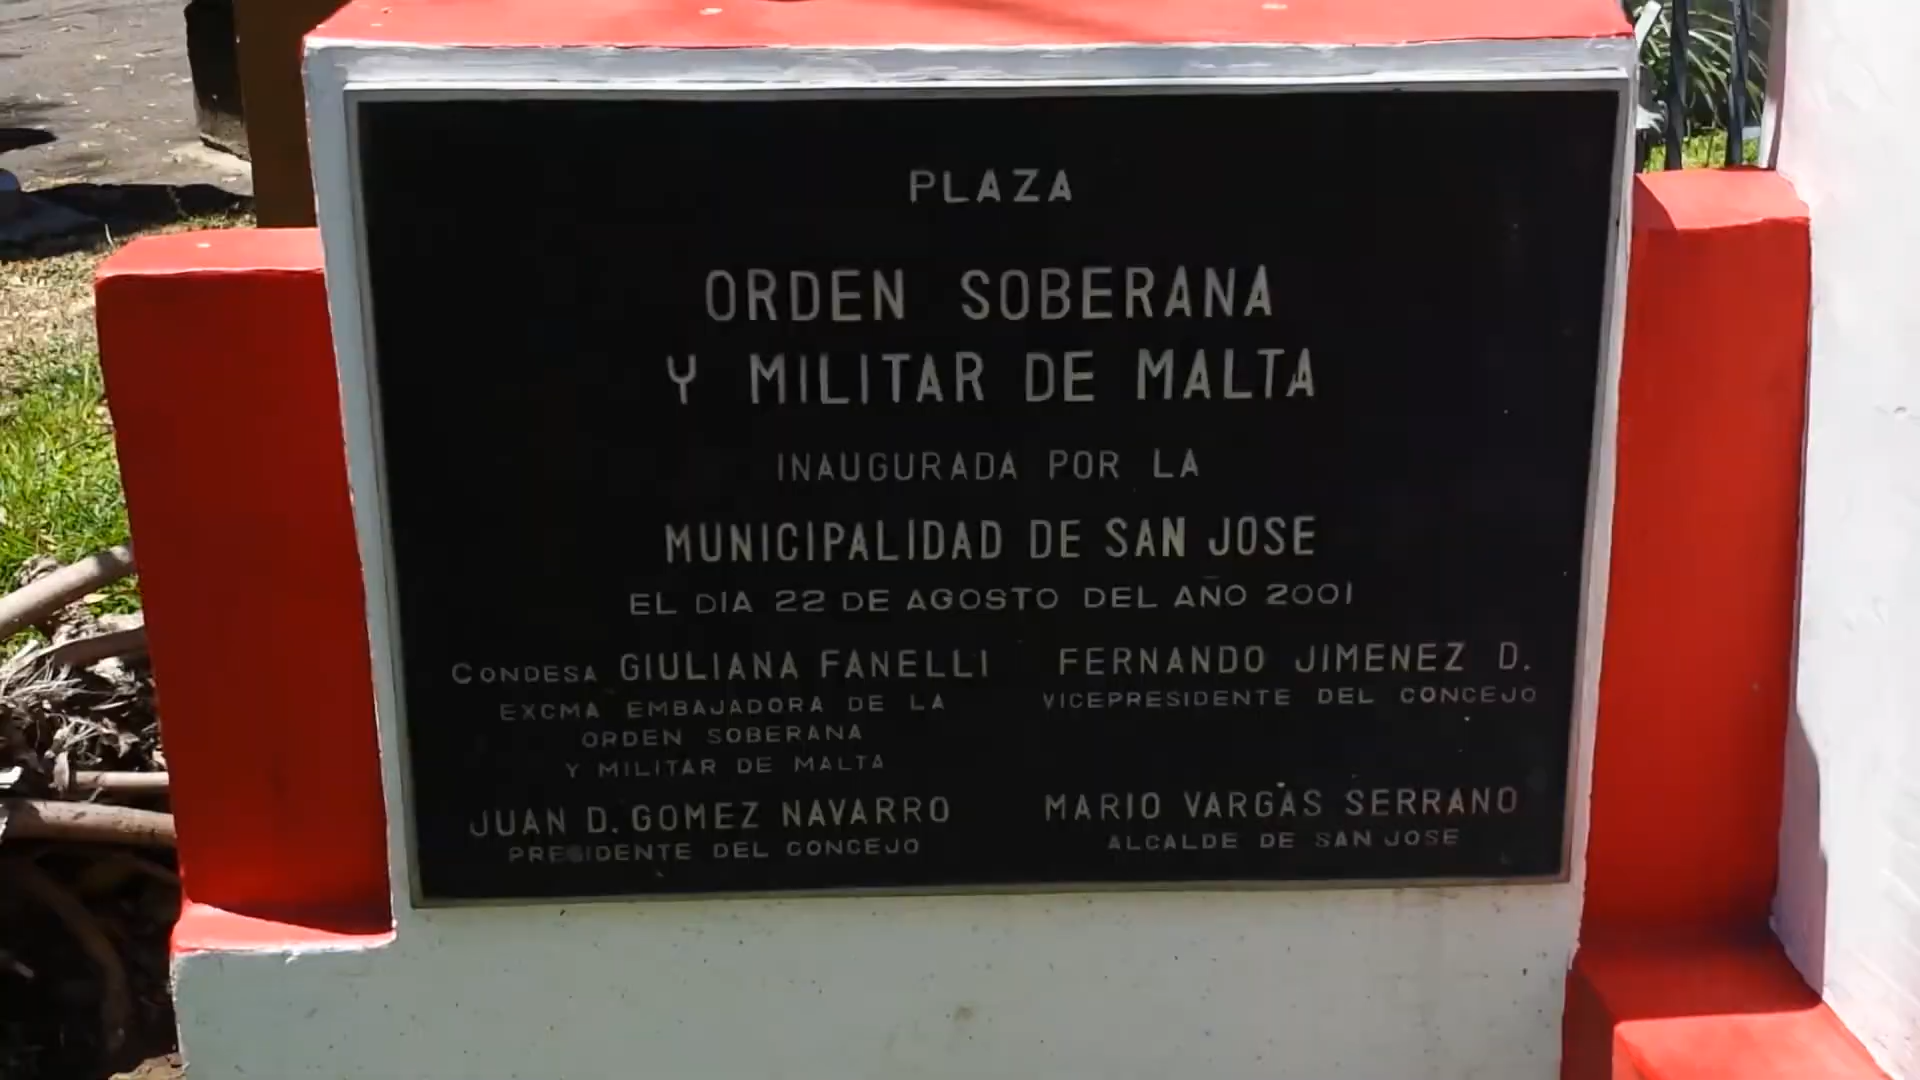 PLAZA
ORDEN SOBERANA
Y MILITAR DE MALTA
INAUGURADA POR LA
MUNICIPALIDAD DE SAN JOSE
EL DIA 22 DE AGOSTO DEL AÑO 2001
CONDESA GIULIANA FANELLI
EXCMA EMBAJADORA DE LA
ORDEN SOBERANA
Y MILITAR DE MALTA
FERNANDO JIMENEZ D.
VICEPRESIDENTE DEL CONCEJO
JUAN D. GOMEZ NAVARRO
PRESIDENTE DEL CONCEJO
MARIO VARGAS SERRANO
ALCALDE DE SAN JOSE